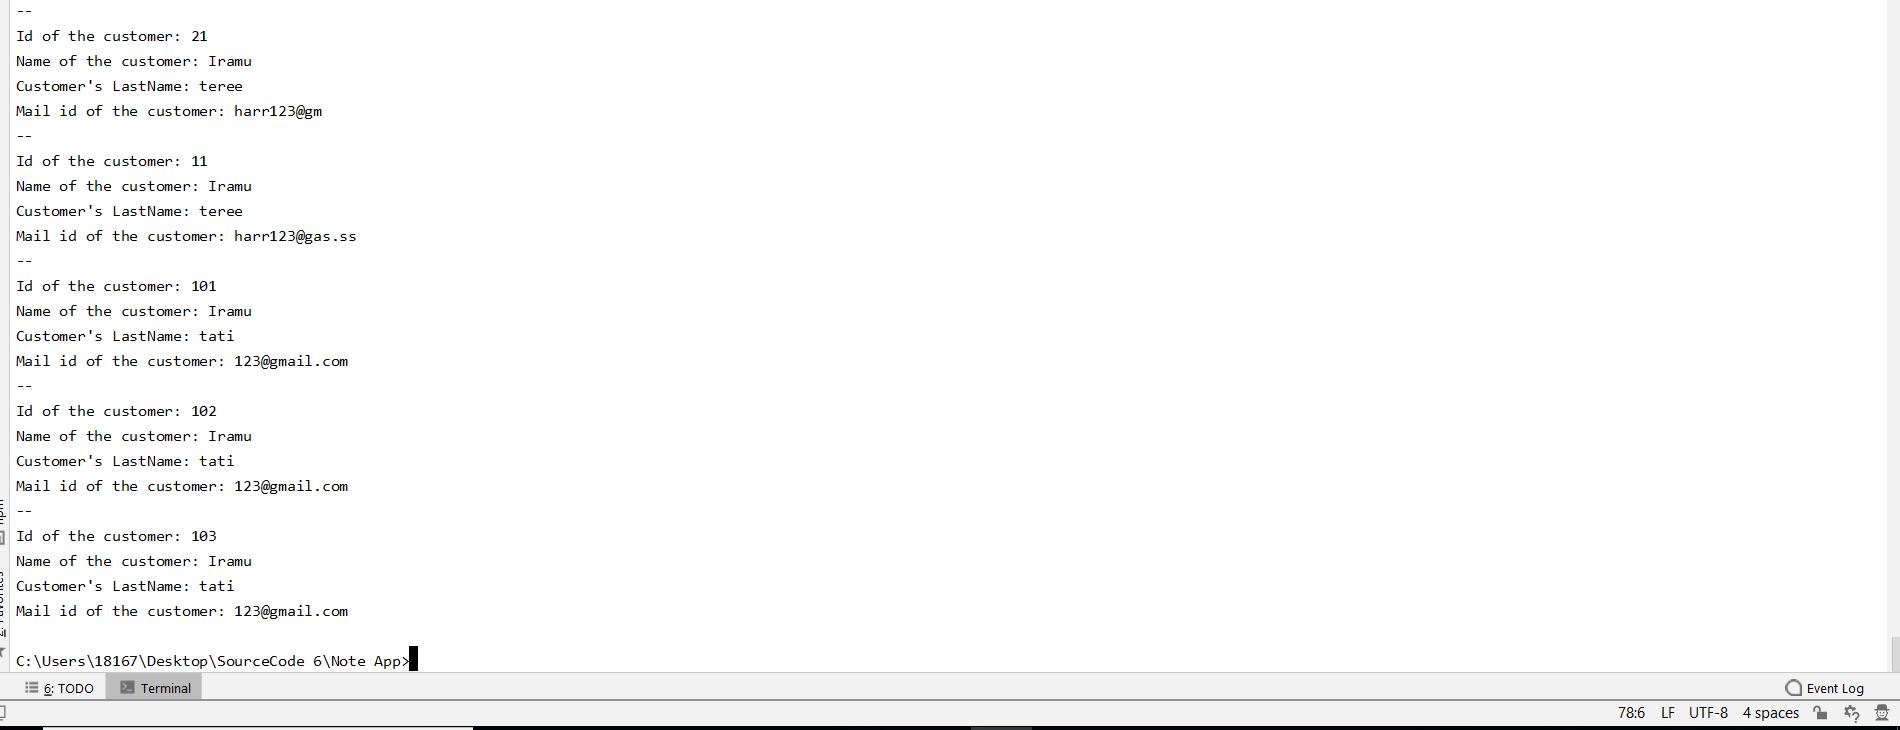 --
Id of the customer: 21
Name of the customer: Iramu
Customer's LastName: teree
Mail id of the customer: harr123@gm
--
Id of the customer: 11
Name of the customer: Iramu
Customer's LastName: teree
Mail id of the customer: harr123@gas.ss
--
Id of the customer: 101
Name of the customer: Iramu
Customer's LastName: tati
Mail id of the customer: 123@gmail.com
--
Id of the customer: 102
Name of the customer: Iramu
Customer's LastName: tati
Mail id of the customer: 123@gmail.com
--
Id of the customer: 103
Name of the customer: Iramu
Customer's LastName: tati
Mail id of the customer: 123@gmail.com
C:\Users\18167\Desktop\SourceCode 6\Note App>
6: TODO Terminal Event Log
78:6 LF UTF-8 4 spaces